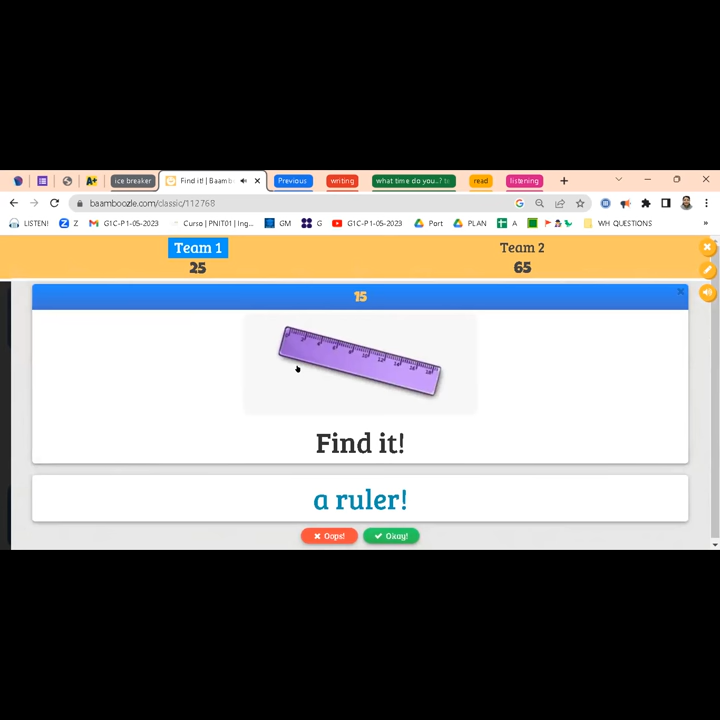 A+ ice breaker Find it! | Baamb Previous writing what time do you..? te read listening
baamboozle.com/classic/112768
LISTEN! Z G1C-P1-05-2023 Curso | PNIT01 | Ing... GM G G1C-P1-05-2023 Port PLAN A WH QUESTIONS »
Team 1 Team 2
25 65
15
Find it!
a ruler!
Oops! Okay!